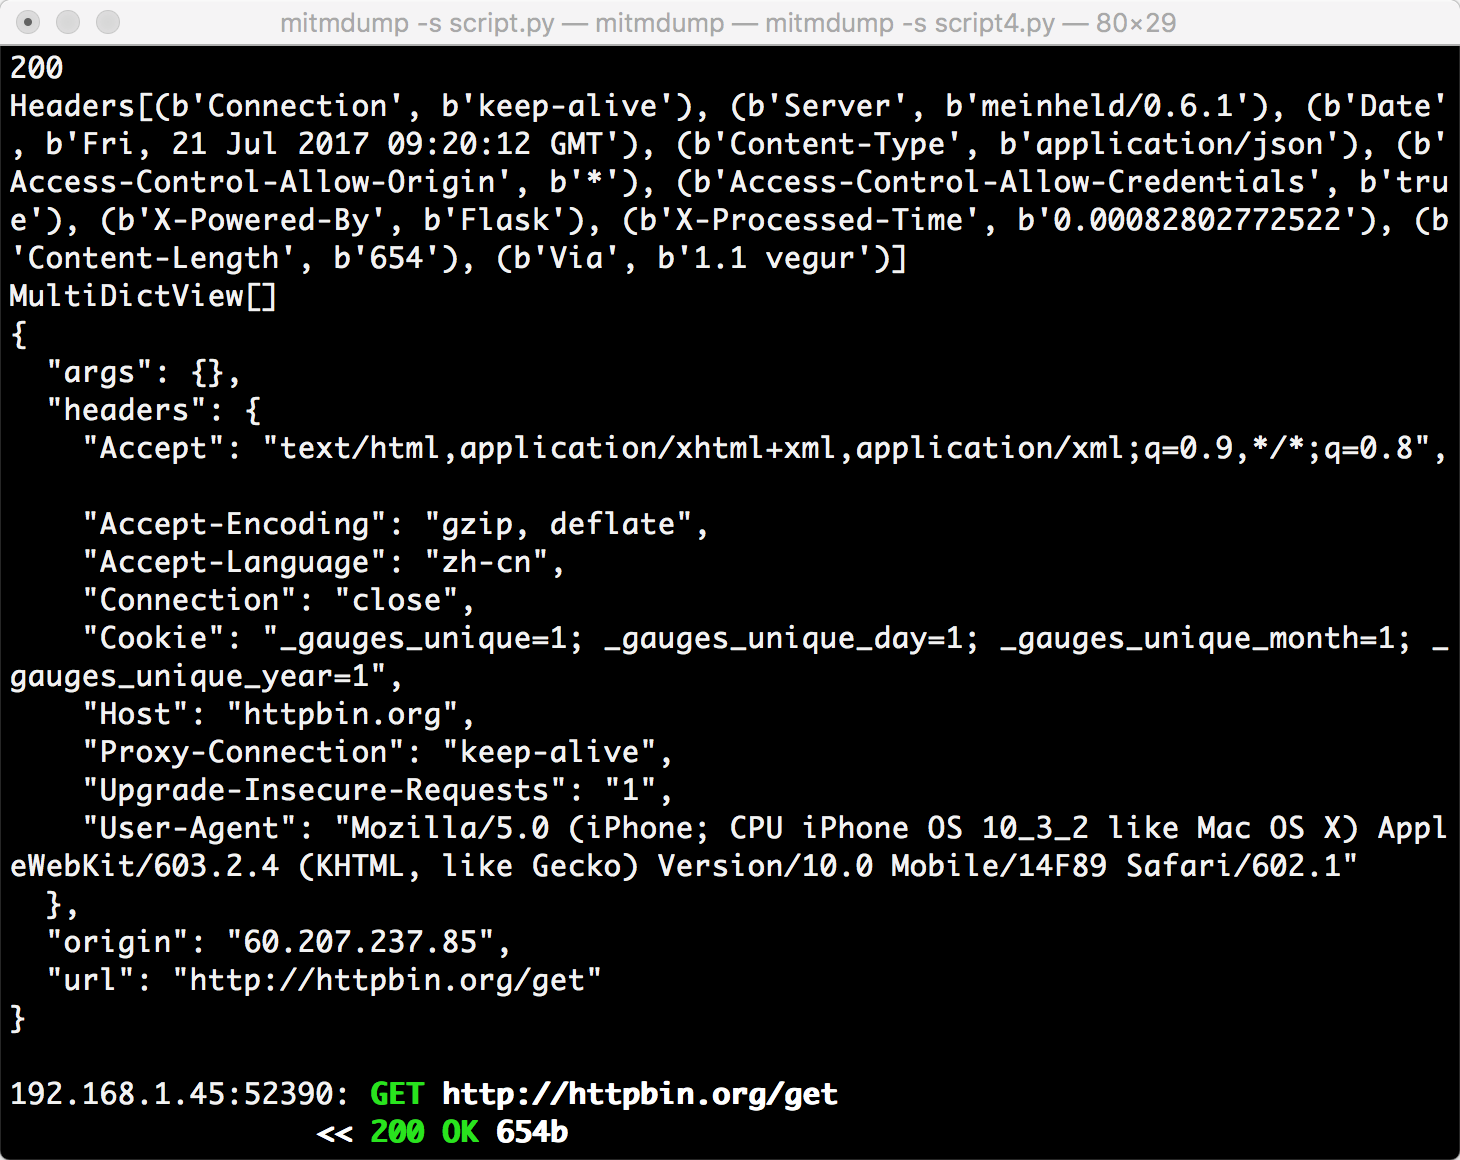 mitmdump -s script.py — mitmdump — mitmdump -s script4.py — 80×29
200
Headers[(b'Connection', b'keep-alive'), (b'Server', b'meinheld/0.6.1'), (b'Date'
, b'Fri, 21 Jul 2017 09:20:12 GMT'), (b'Content-Type', b'application/json'), (b'
Access-Control-Allow-Origin', b'*'), (b'Access-Control-Allow-Credentials', b'tru
e'), (b'X-Powered-By', b'Flask'), (b'X-Processed-Time', b'0.00082802772522'), (b
'Content-Length', b'654'), (b'Via', b'1.1 vegur')]
MultiDictView[]
{
  "args": {},
  "headers": {
    "Accept": "text/html,application/xhtml+xml,application/xml;q=0.9,*/*;q=0.8",
    "Accept-Encoding": "gzip, deflate",
    "Accept-Language": "zh-cn",
    "Connection": "close",
    "Cookie": "_gauges_unique=1; _gauges_unique_day=1; _gauges_unique_month=1; _
gauges_unique_year=1",
    "Host": "httpbin.org",
    "Proxy-Connection": "keep-alive",
    "Upgrade-Insecure-Requests": "1",
    "User-Agent": "Mozilla/5.0 (iPhone; CPU iPhone OS 10_3_2 like Mac OS X) Appl
eWebKit/603.2.4 (KHTML, like Gecko) Version/10.0 Mobile/14F89 Safari/602.1"
  },
  "origin": "60.207.237.85",
  "url": "http://httpbin.org/get"
}
192.168.1.45:52390: GET http://httpbin.org/get
<< 200 OK 654b